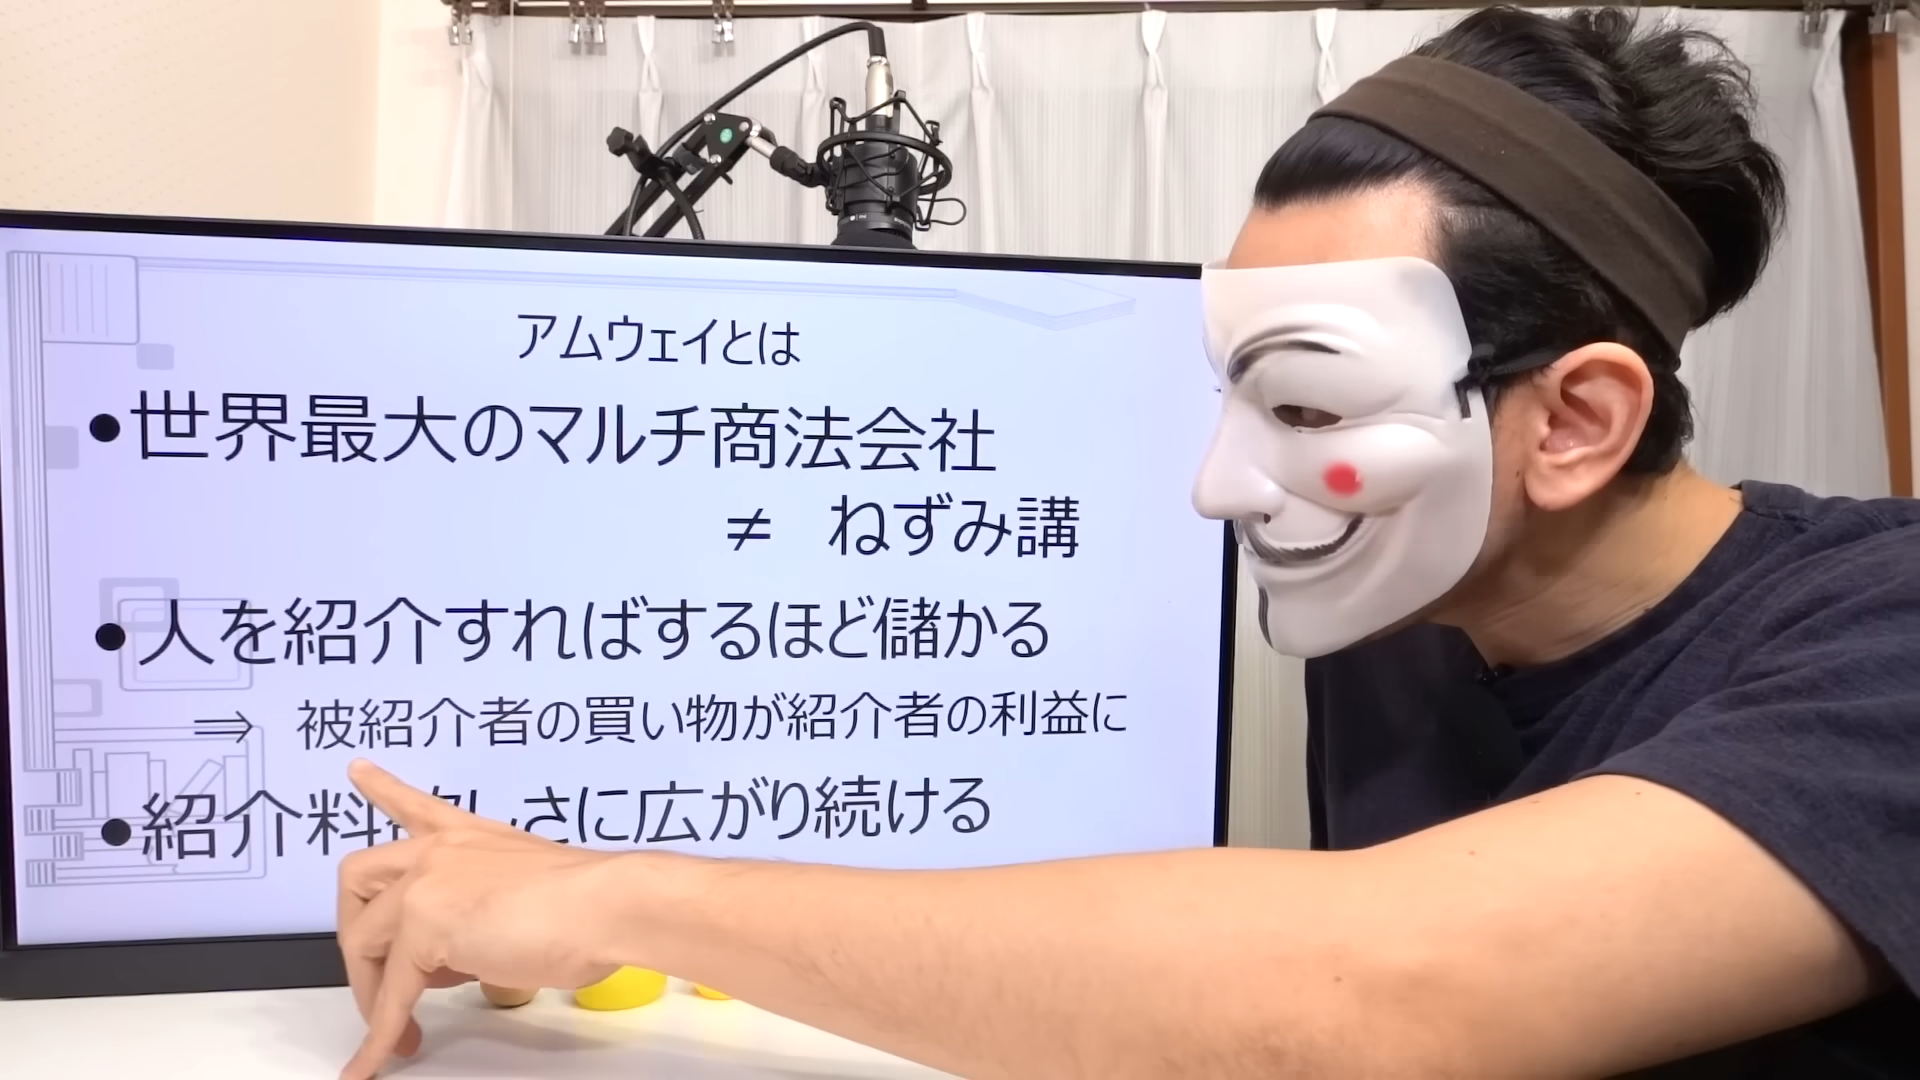 アムウェイとは
●世界最大のマルチ商法会社
≠ ねずみ講
●人を紹介すればするほど儲かる
⇒ 被紹介者の買い物が紹介者の利益に
●紹介料欲しさに広がり続ける